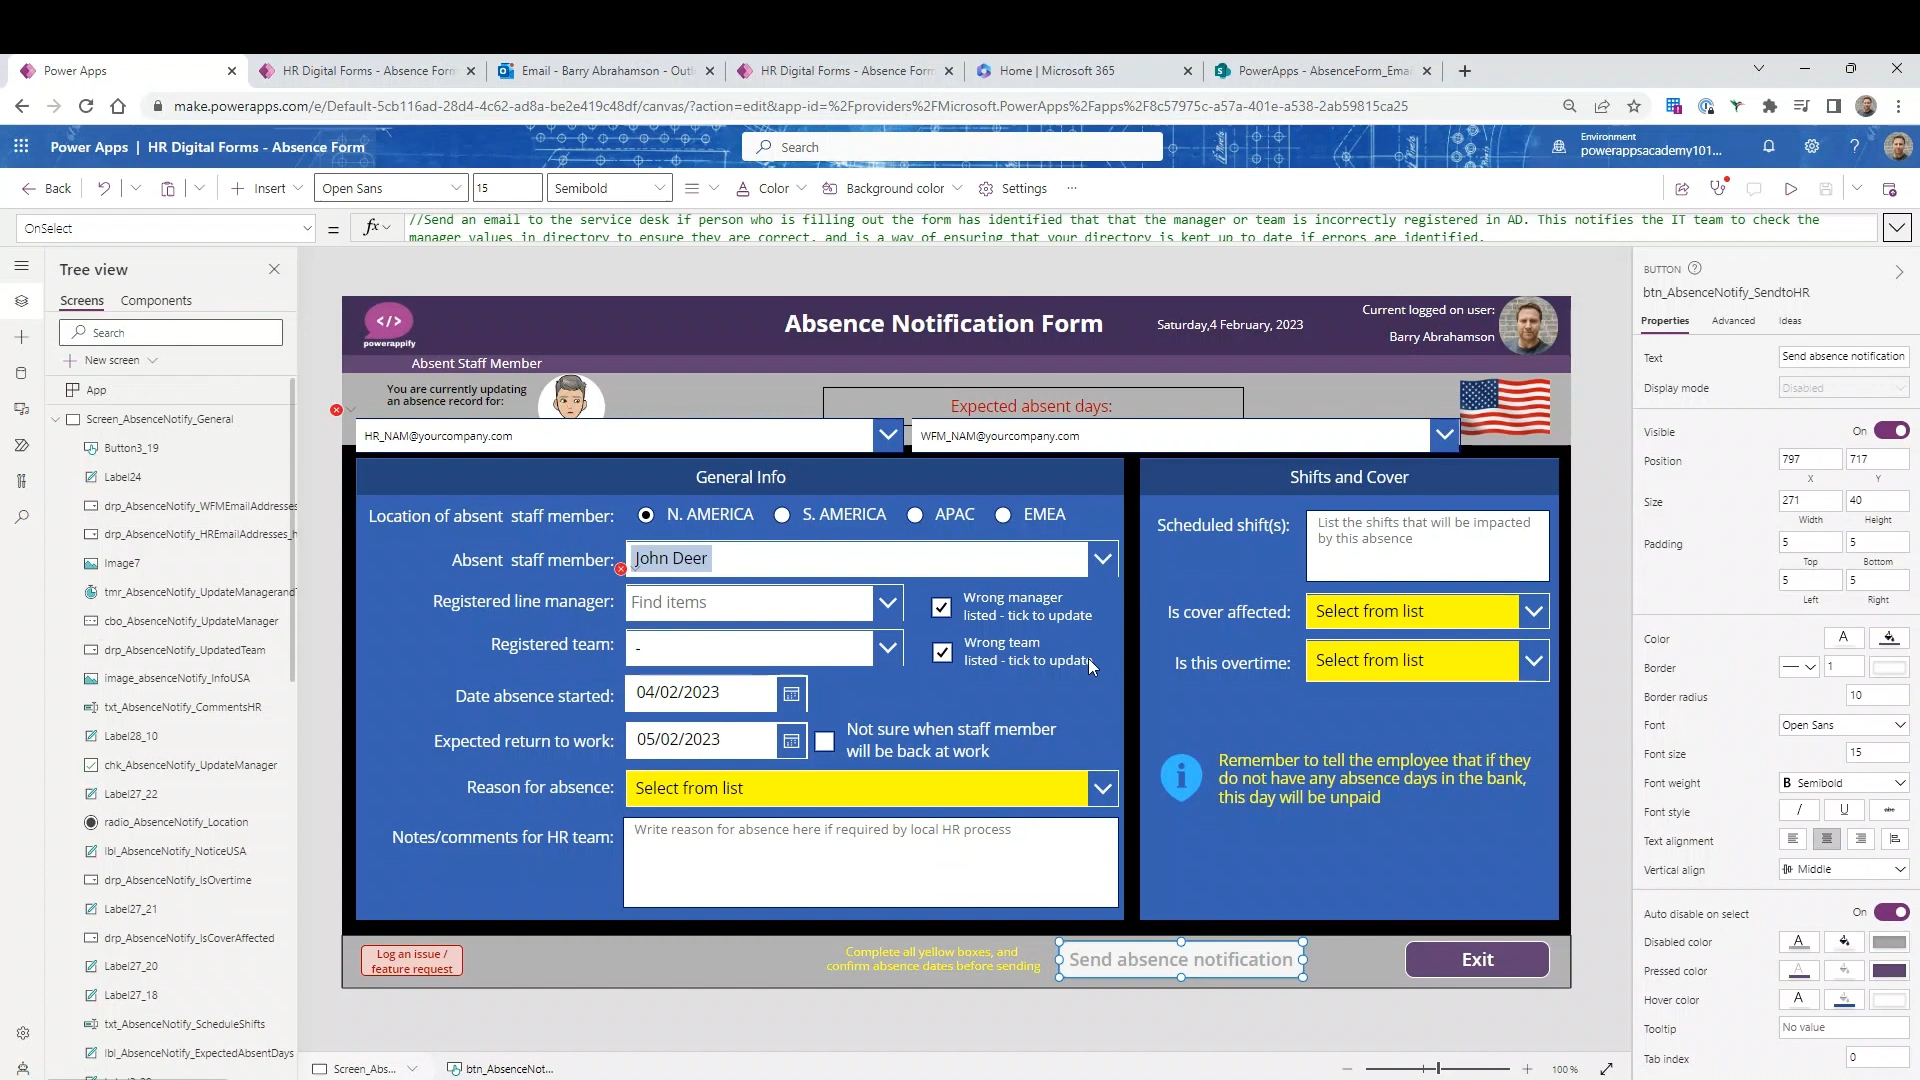 Power Apps
HR Digital Forms - Absence Form
Email - Barry Abrahamson - Outl
HR Digital Forms - Absence Form
Home | Microsoft 365
PowerApps - AbsenceForm_Emai
make.powerapps.com/e/Default-5cb116ad-28d4-4c62-ad8a-be2e419c48df/canvas/?action=edit&app-id=%2Fproviders%2FMicrosoft.PowerApps%2Fapps%2F8c57975c-a57a-401e-a538-2ab59815ca25
Power Apps | HR Digital Forms - Absence Form
Search
Environment
powerappsacademy101...
Back
Insert
Open Sans
15
Semibold
Color
Background color
Settings
OnSelect
=
fx
//Send an email to the service desk if person who is filling out the form has identified that that the manager or team is incorrectly registered in AD. This notifies the IT team to check the
manager values in directory to ensure they are correct, and is a way of ensuring that your directory is kept up to date if errors are identified.
Tree view
Screens
Components
Search
New screen
App
Screen_AbsenceNotify_General
Button3_19
Label24
drp_AbsenceNotify_WFMEmailAddresses
drp_AbsenceNotify_HREmailAddresses_h
Image7
tmr_AbsenceNotify_UpdateManagerandT
cbo_AbsenceNotify_UpdateManager
drp_AbsenceNotify_UpdatedTeam
image_absenceNotify_InfoUSA
txt_AbsenceNotify_CommentsHR
Label28_10
chk_AbsenceNotify_UpdateManager
Label27_22
radio_AbsenceNotify_Location
lbl_AbsenceNotify_NoticeUSA
drp_AbsenceNotify_IsOvertime
Label27_21
drp_AbsenceNotify_IsCoverAffected
Label27_20
Label27_18
txt_AbsenceNotify_ScheduleShifts
lbl_AbsenceNotify_ExpectedAbsentDays
</>
powerappify
Absence Notification Form
Saturday,4 February, 2023
Current logged on user:
Barry Abrahamson
Absent Staff Member
You are currently updating
an absence record for:
Expected absent days:
HR_NAM@yourcompany.com
WFM_NAM@yourcompany.com
General Info
Location of absent staff member:
N. AMERICA
S. AMERICA
APAC
EMEA
Absent staff member:
John Deer
Registered line manager:
Find items
Wrong manager
listed - tick to update
Registered team:
-
Wrong team
listed - tick to update
Date absence started:
04/02/2023
Expected return to work:
05/02/2023
Not sure when staff member
will be back at work
Reason for absence:
Select from list
Notes/comments for HR team:
Write reason for absence here if required by local HR process
Shifts and Cover
Scheduled shift(s):
List the shifts that will be impacted
by this absence
Is cover affected:
Select from list
Is this overtime:
Select from list
Remember to tell the employee that if they
do not have any absence days in the bank,
this day will be unpaid
Log an issue /
feature request
Complete all yellow boxes, and
confirm absence dates before sending
Send absence notification
Exit
Screen_Abs...
btn_AbsenceNot...
100 %
BUTTON
btn_AbsenceNotify_SendtoHR
Properties
Advanced
Ideas
Text
Send absence notification
Display mode
Disabled
Visible
On
Position
797
717
X
Y
Size
271
40
Width
Height
Padding
5
5
Top
Bottom
5
5
Left
Right
Color
A
Border
1
Border radius
10
Font
Open Sans
Font size
15
Font weight
B Semibold
Font style
/
U
abc
Text alignment
Vertical align
Middle
Auto disable on select
On
Disabled color
A
Pressed color
A
Hover color
A
Tooltip
No value
Tab index
0